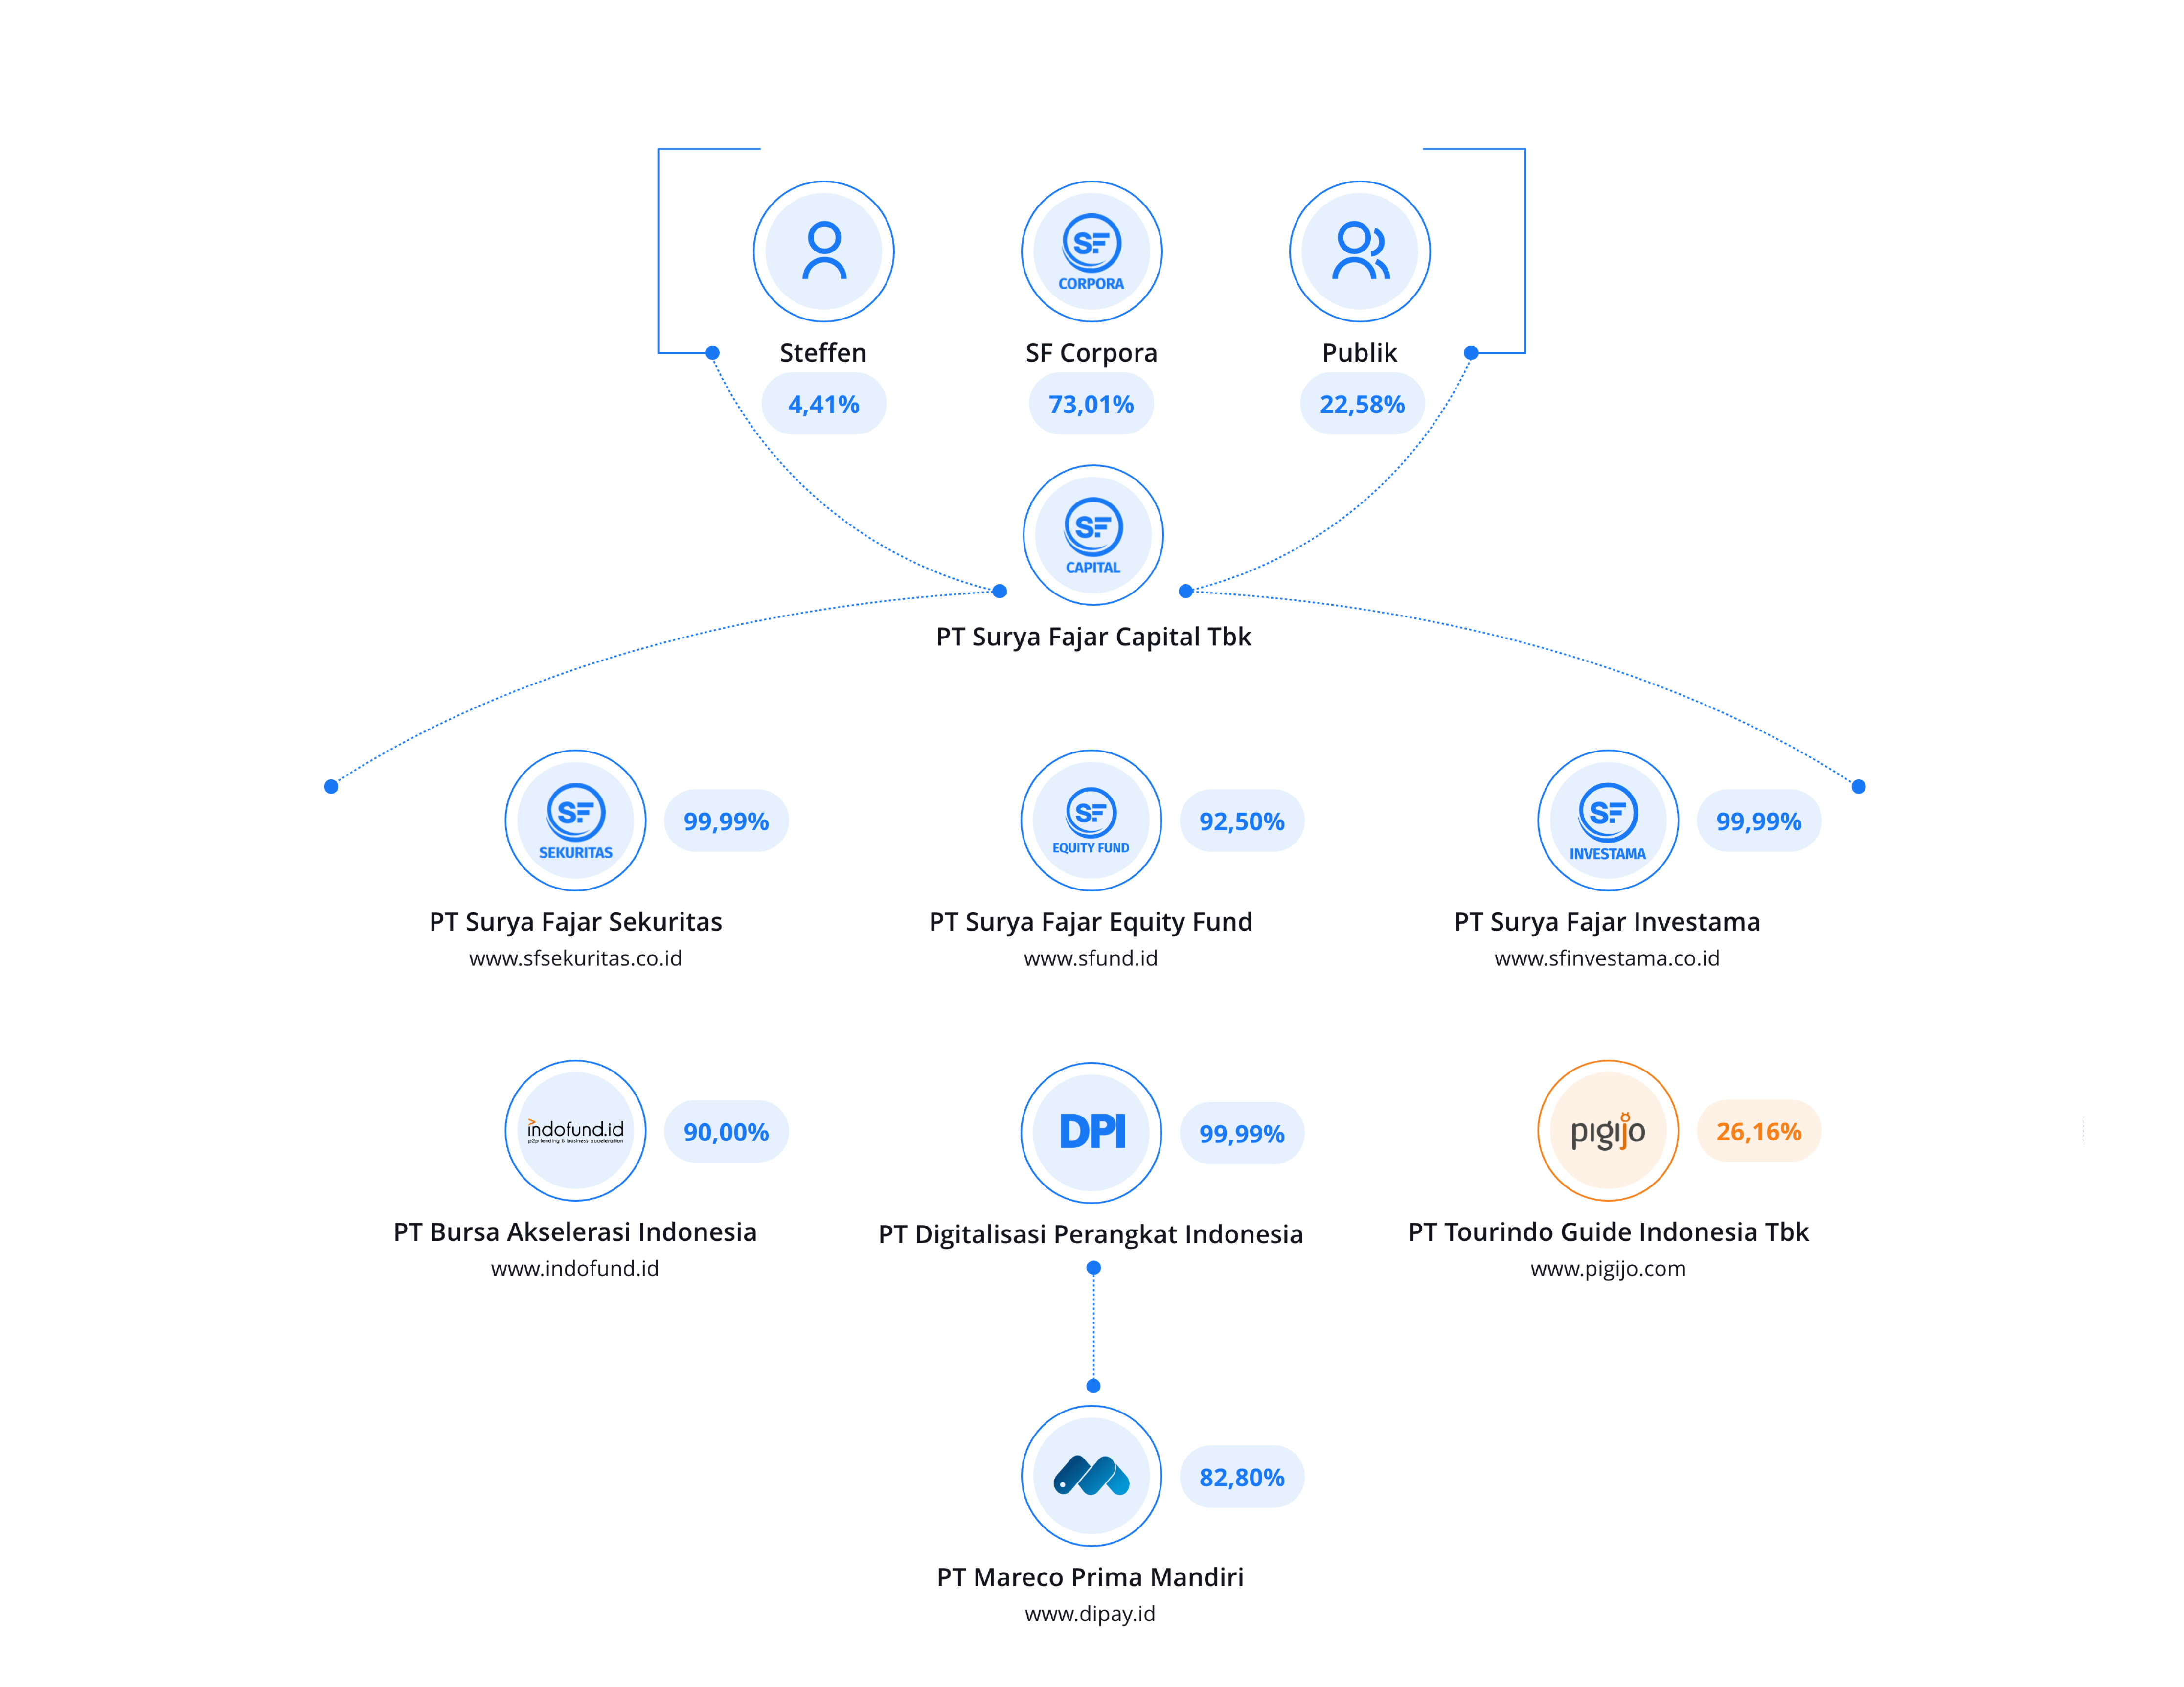 SF
CORPORA
Steffen
SF Corpora
Publik
4,41%
73,01%
22,58%
SF
CAPITAL
PT Surya Fajar Capital Tbk
SF
SEKURITAS
99,99%
SF
EQUITY FUND
92,50%
SF
INVESTAMA
99,99%
PT Surya Fajar Sekuritas
www.sfsekuritas.co.id
PT Surya Fajar Equity Fund
www.sfund.id
PT Surya Fajar Investama
www.sfinvestama.co.id
indofund.id
p2p lending & business acceleration
90,00%
DPI
99,99%
pigijo
26,16%
PT Bursa Akselerasi Indonesia
www.indofund.id
PT Digitalisasi Perangkat Indonesia
PT Tourindo Guide Indonesia Tbk
www.pigijo.com
82,80%
PT Mareco Prima Mandiri
www.dipay.id